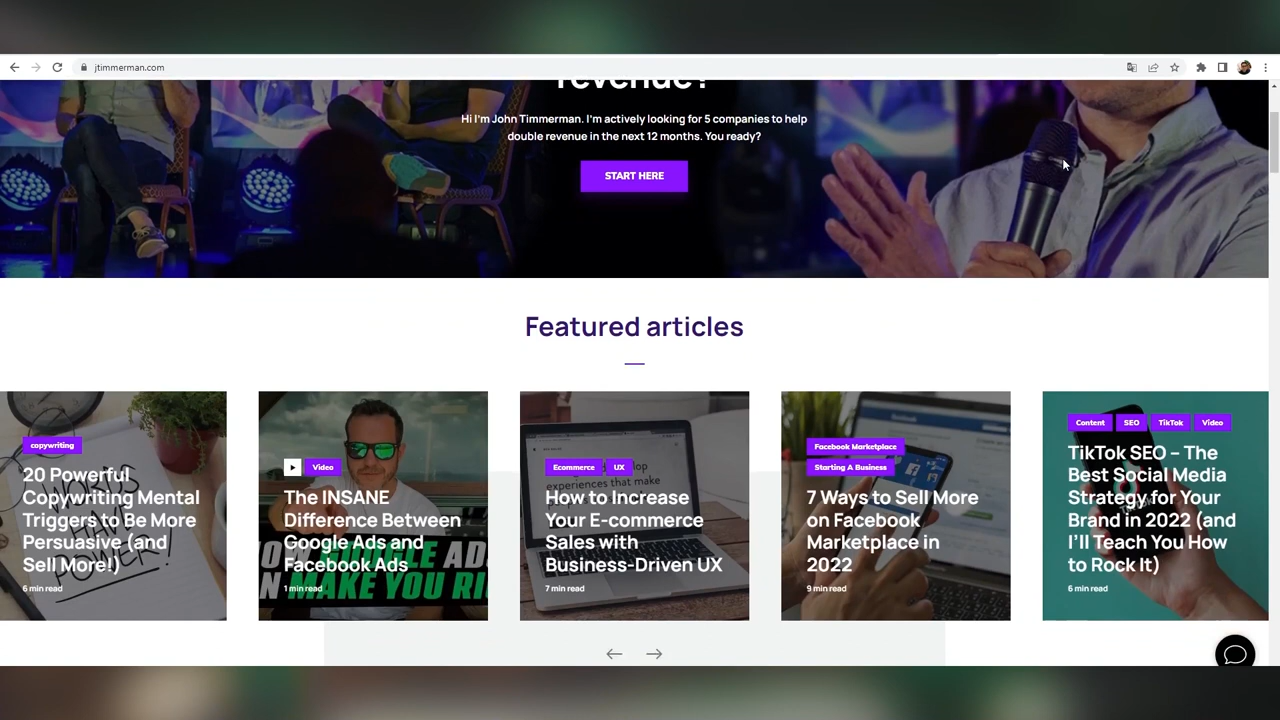 jtimmerman.com
revenue?
Hi I'm John Timmerman. I'm actively looking for 5 companies to help
double revenue in the next 12 months. You ready?
START HERE
Featured articles
copywriting
20 Powerful
Copywriting Mental
Triggers to Be More
Persuasive (and
Sell More!)
6 min read
Video
The INSANE
Difference Between
Google Ads and
Facebook Ads
1 min read
Ecommerce UX
How to Increase
Your E-commerce
Sales with
Business-Driven UX
7 min read
Facebook Marketplace
Starting A Business
7 Ways to Sell More
on Facebook
Marketplace in
2022
9 min read
Content SEO TikTok Video
TikTok SEO – The
Best Social Media
Strategy for Your
Brand in 2022 (and
I'll Teach You How
to Rock It)
6 min read